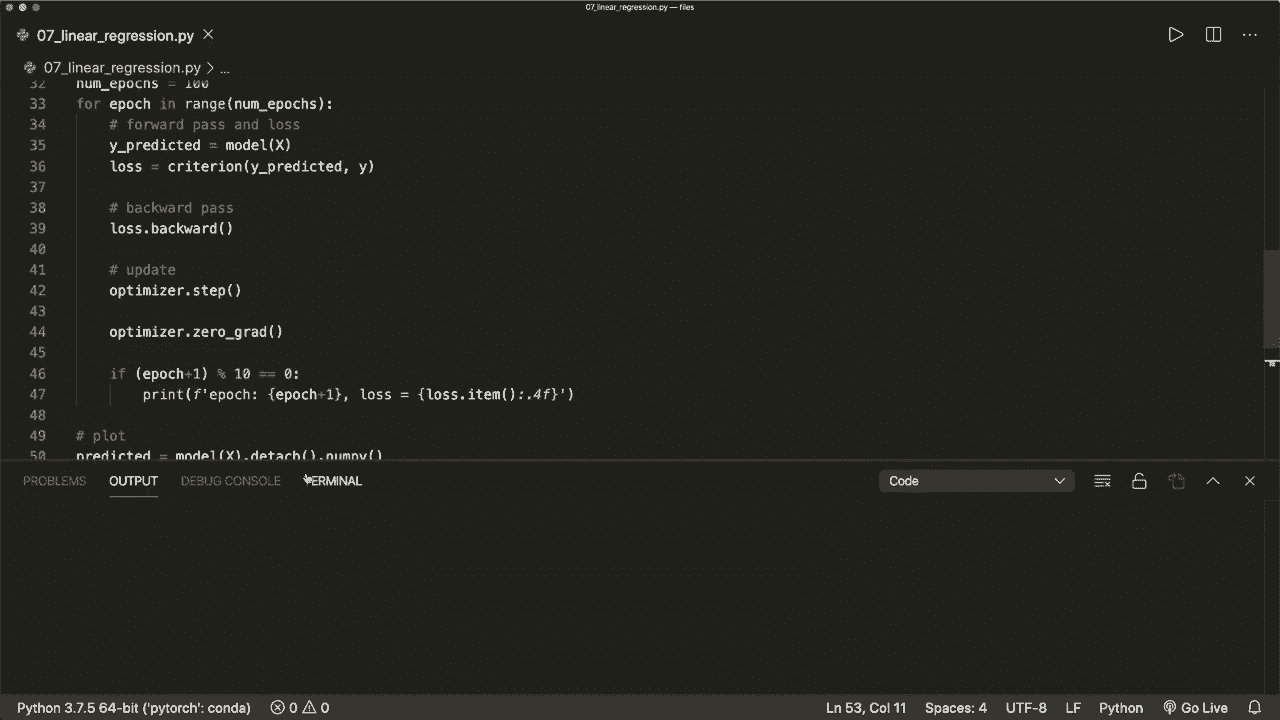 07_linear_regression.py — files
07_linear_regression.py
07_linear_regression.py > ...
32 num_epochs = 100
33 for epoch in range(num_epochs):
34 # forward pass and loss
35 y_predicted = model(X)
36 loss = criterion(y_predicted, y)
37
38 # backward pass
39 loss.backward()
40
41 # update
42 optimizer.step()
43
44 optimizer.zero_grad()
45
46 if (epoch+1) % 10 == 0:
47 print(f'epoch: {epoch+1}, loss = {loss.item():.4f}')
48
49 # plot
50 predicted = model(X).detach().numpy()
PROBLEMS OUTPUT DEBUG CONSOLE TERMINAL Code
Python 3.7.5 64-bit ('pytorch': conda) 0 0 Ln 53, Col 11 Spaces: 4 UTF-8 LF Python Go Live